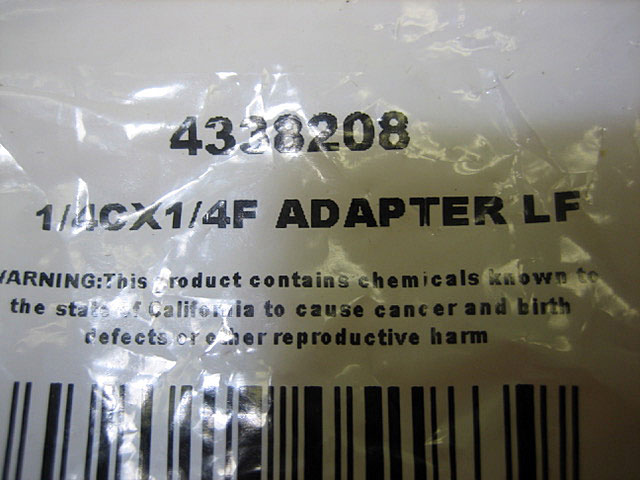 4338208
1/4CX1/4F ADAPTER LF
WARNING:This product contains chemicals known to
the state of California to cause cancer and birth
defects or other reproductive harm